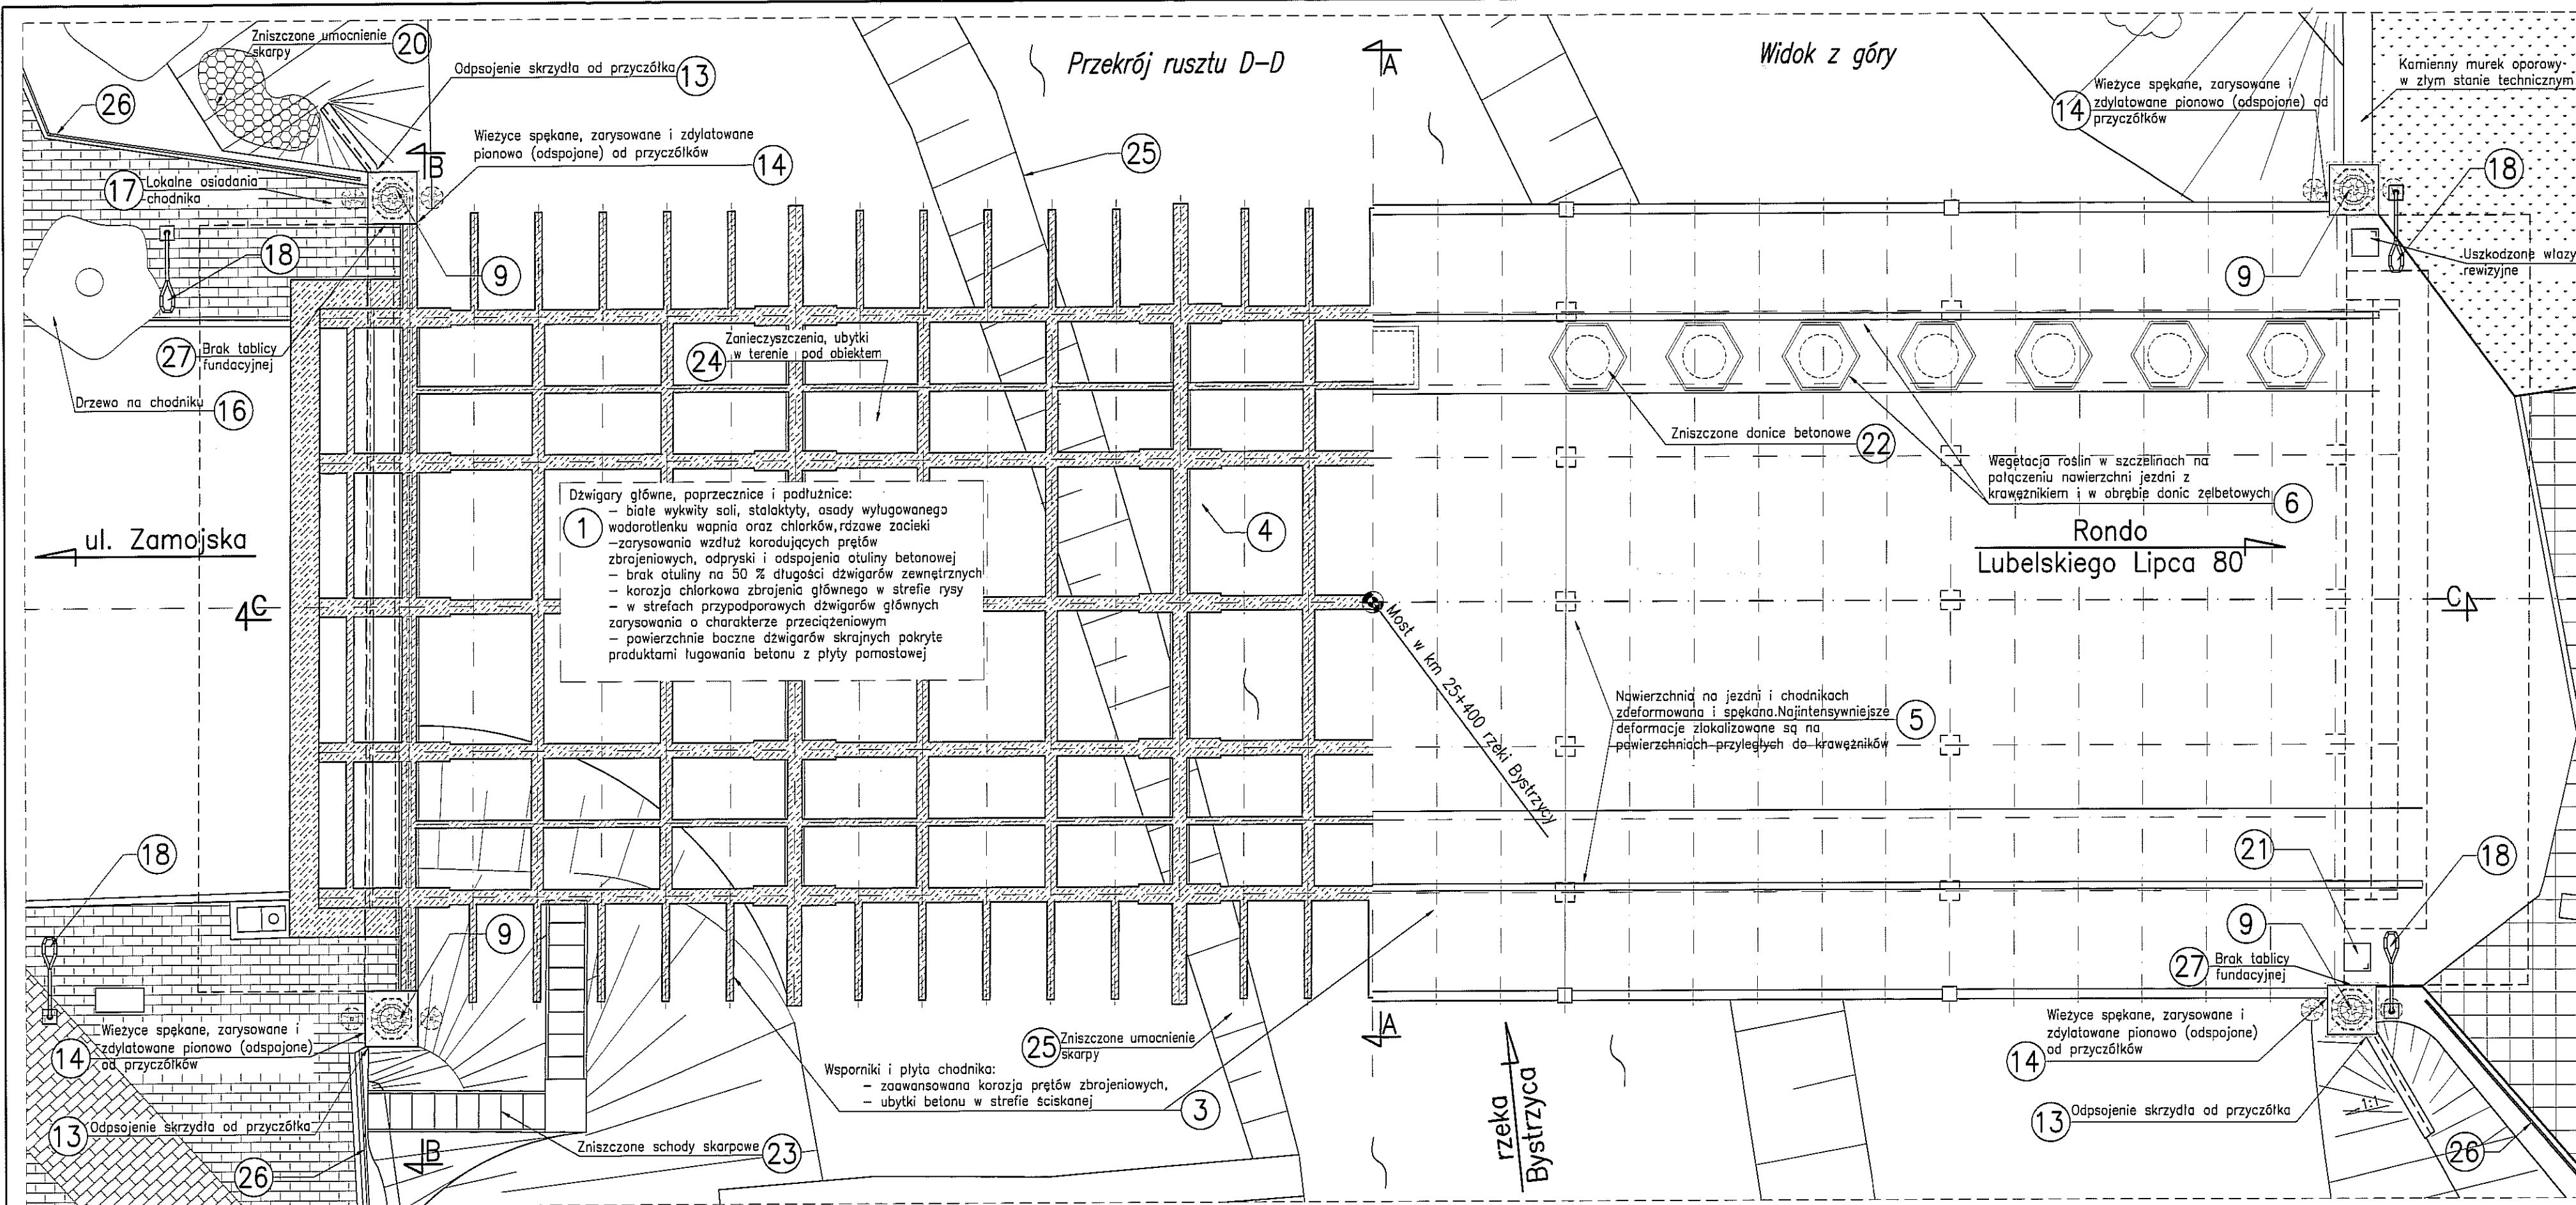 Przekrój rusztu D-D
Widok z góry
A
Zniszczone umocnienie
skarpy
20
Odpsojenie skrzydła od przyczółka
13
26
Wieżyce spękane, zarysowane i zdylatowane
pionowo (odspojone) od przyczółków
14
B
25
Wieżyce spękane, zarysowane i
zdylatowane pionowo (odspojone) od
przyczółków
14
Kamienny murek oporowy-
w złym stanie technicznym
17
Lokalne osiadania
chodnika
18
9
18
9
Uszkodzone włazy
rewizyjne
27
Brak tablicy
fundacyjnej
Drzewo na chodniku
16
Zanieczyszczenia, ubytki
w terenie pod obiektem
24
Zniszczone donice betonowe
22
Wegetacja roślin w szczelinach na
połączeniu nawierzchni jezdni z
krawężnikiem i w obrębie donic żelbetowych
6
ul. Zamojska
Rondo
Lubelskiego Lipca 80
1
Dźwigary główne, poprzecznice i podłużnice:
– białe wykwity soli, stalaktyty, osady wyługowanego
wodorotlenku wapnia oraz chlorków,rdzawe zacieki
–zarysowania wzdłuż korodujących prętów
zbrojeniowych, odpryski i odspojenia otuliny betonowej
– brak otuliny na 50 % długości dźwigarów zewnętrznych
– korozja chlorkowa zbrojenia głównego w strefie rysy
– w strefach przypodporowych dźwigarów głównych
zarysowania o charakterze przeciążeniowym
– powierzchnie boczne dźwigarów skrajnych pokryte
produktami ługowania betonu z płyty pomostowej
4
C
C
Most w km 25+400 rzeki Bystrzycy
Nawierzchnia na jezdni i chodnikach
zdeformowana i spękana.Najintensywniejsze
deformacje zlokalizowane są na
powierzchniach przyległych do krawężników
5
18
21
18
9
9
27
Brak tablicy
fundacyjnej
Wieżyce spękane, zarysowane i
zdylatowane pionowo (odspojone)
od przyczółków
14
25
Zniszczone umocnienie
skarpy
A
Wieżyce spękane, zarysowane i
zdylatowane pionowo (odspojone)
od przyczółków
14
Wsporniki i płyta chodnika:
– zaawansowana korozja prętów zbrojeniowych,
– ubytki betonu w strefie ściskanej
3
rzeka
Bystrzyca
13
Odpsojenie skrzydła od przyczółka
Zniszczone schody skarpowe
23
B
26
13
Odpsojenie skrzydła od przyczółka
1:1
26